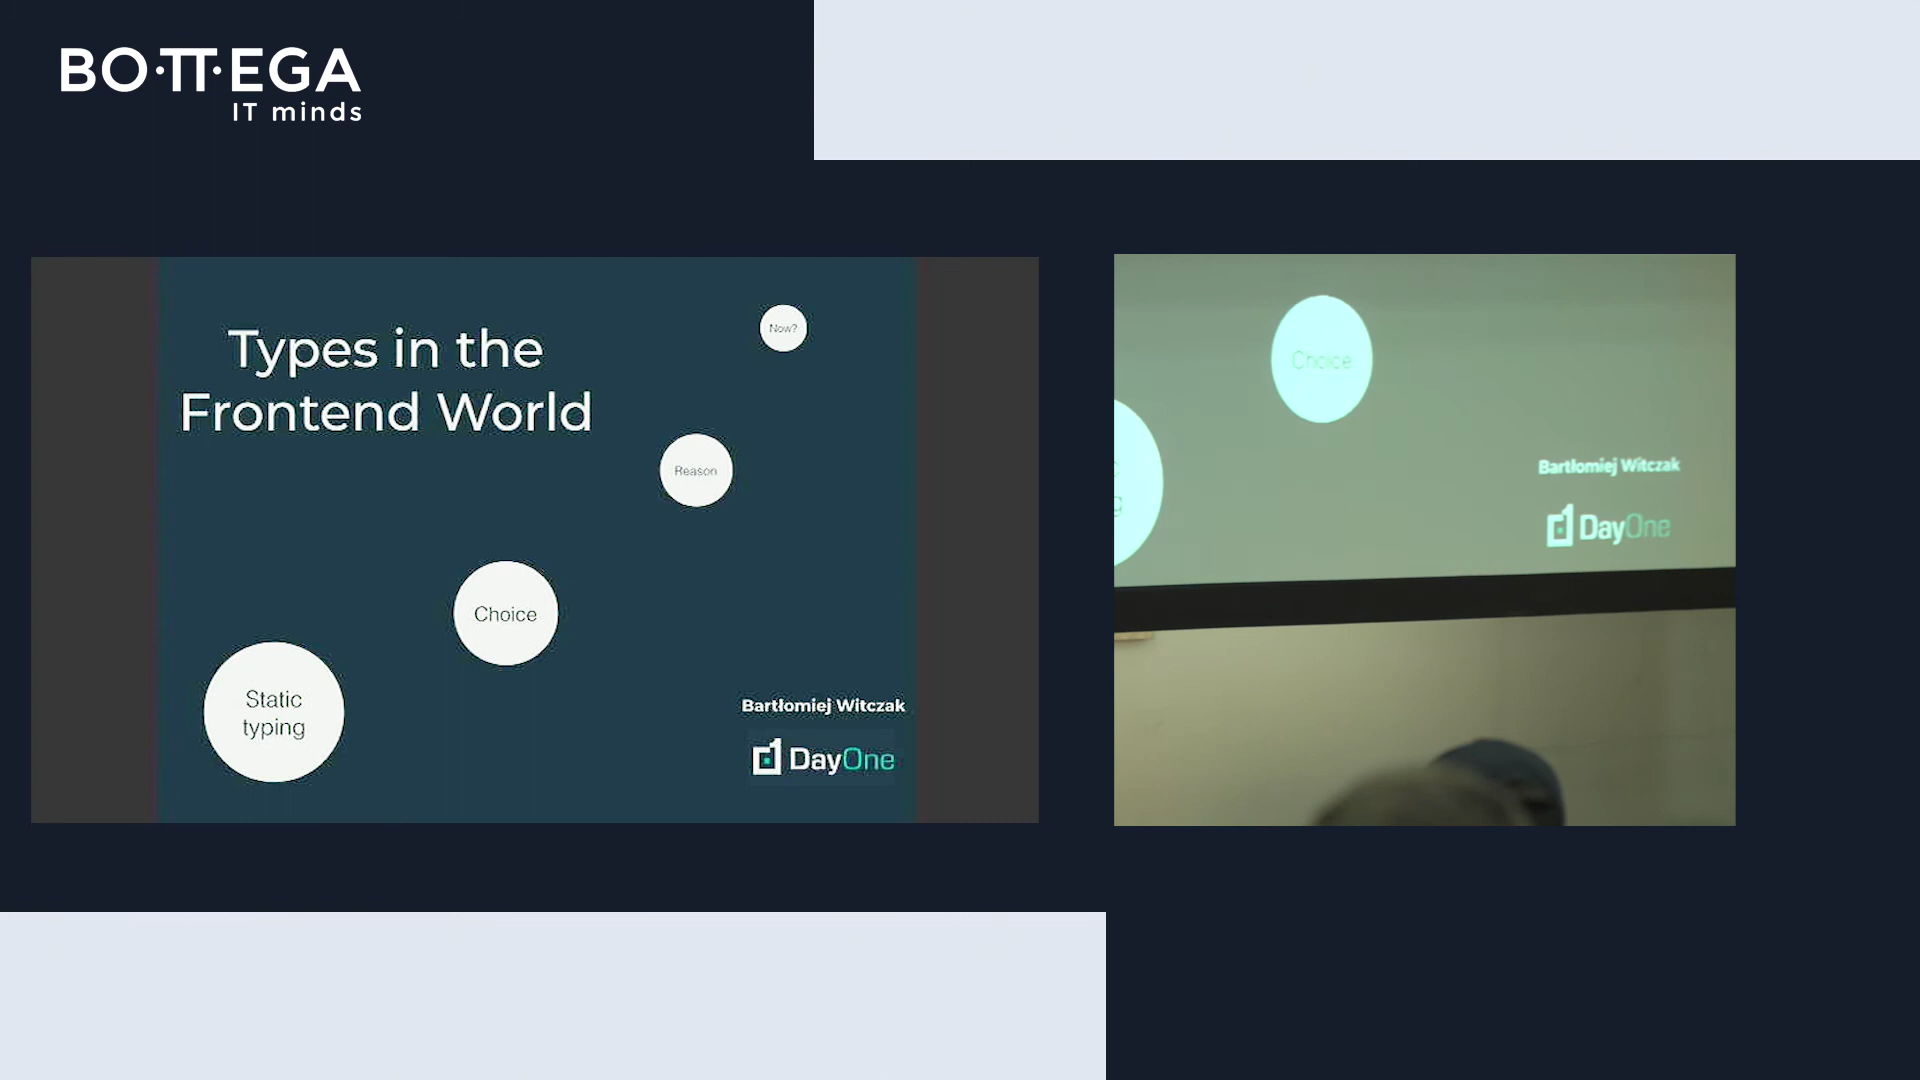 BO·TT·EGA
IT minds
Types in the
Frontend World
Now?
Reason
Choice
Static
typing
Bartłomiej Witczak
DayOne
Choice
g
Bartłomiej Witczak
DayOne